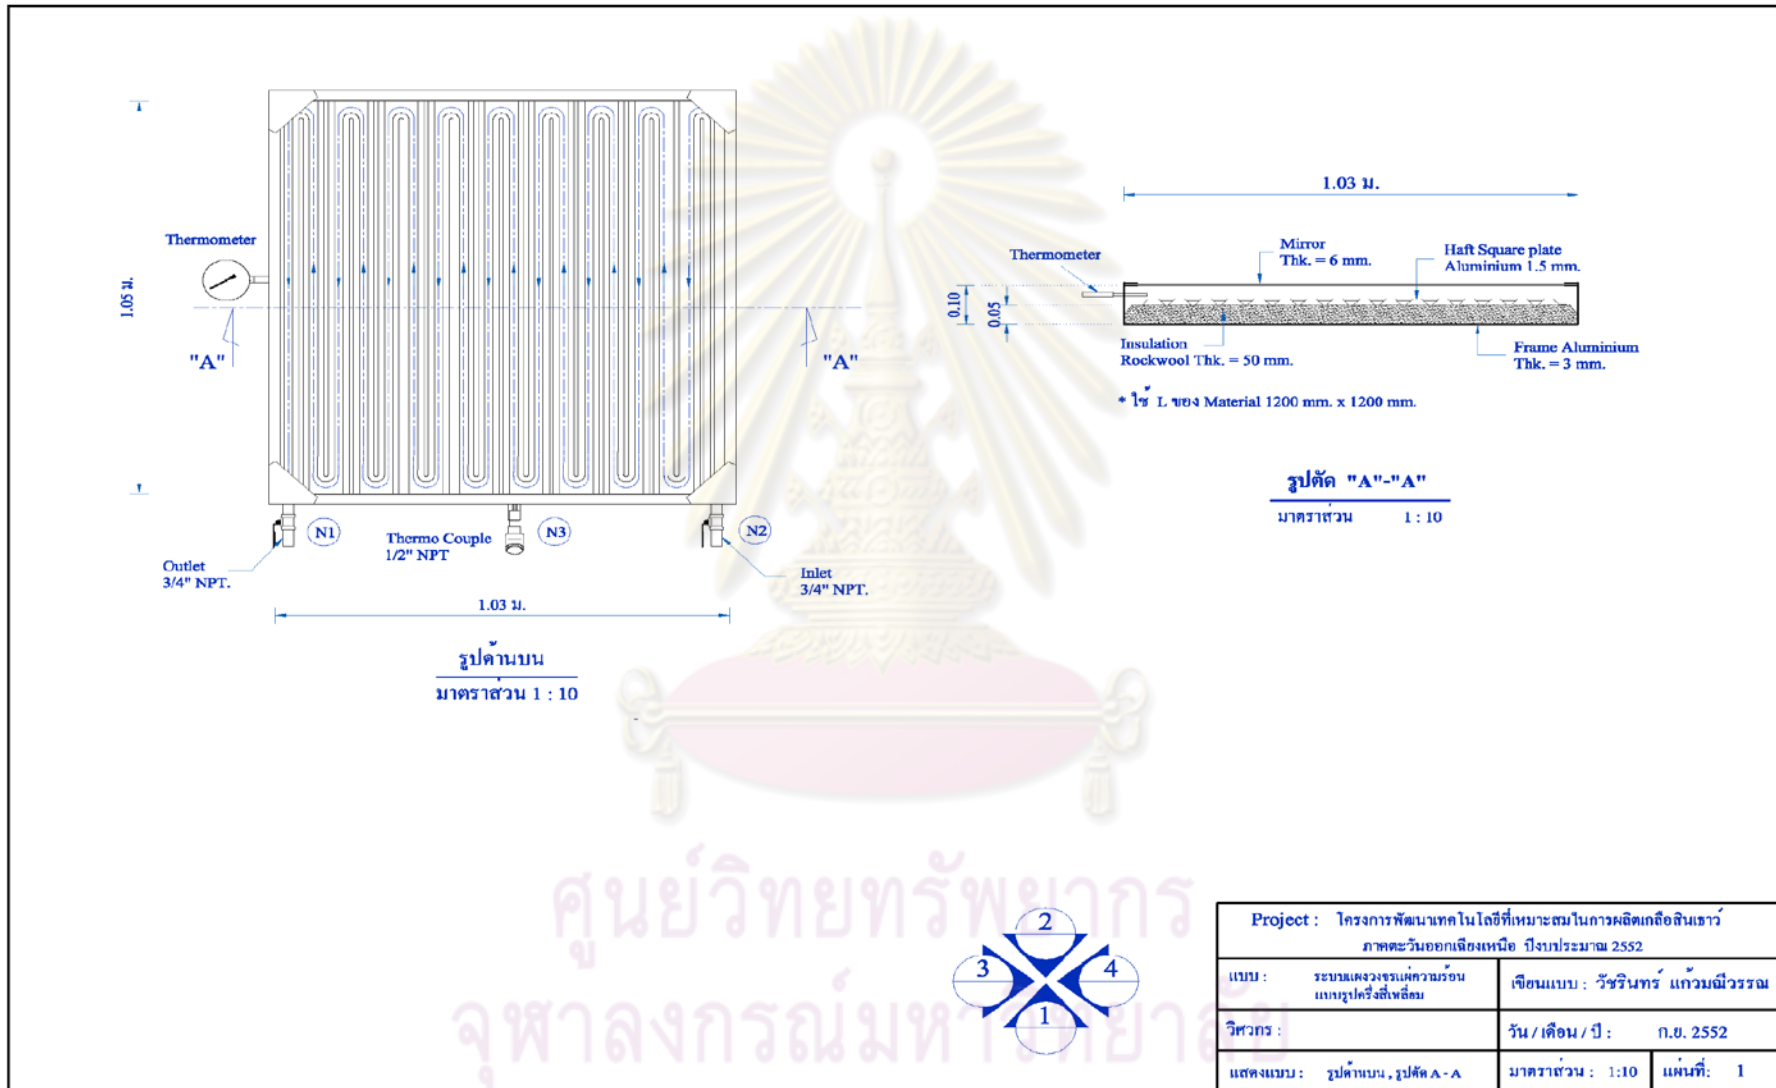 Thermometer
1.05 ม.
"A"
"A"
N1
Thermo Couple
1/2" NPT
N3
N2
Outlet
3/4" NPT.
Inlet
3/4" NPT.
1.03 ม.
รูปด้านบน
มาตราส่วน 1 : 10
1.03 ม.
Thermometer
Mirror
Thk. = 6 mm.
Haft Square plate
Aluminium 1.5 mm.
0.10
0.05
Insulation
Rockwool Thk. = 50 mm.
Frame Aluminium
Thk. = 3 mm.
* ใช้ L ของ Material 1200 mm. x 1200 mm.
รูปตัด "A"-"A"
มาตราส่วน 1 : 10
ศูนย์วิทยทรัพยากร
จุฬาลงกรณ์มหาวิทยาลัย
2
3 4
1
Project : โครงการพัฒนาเทคโนโลยีที่เหมาะสมในการผลิตเกลือสินเธาว์
ภาคตะวันออกเฉียงเหนือ ปีงบประมาณ 2552
แบบ : ระบบแผงวงจรแผ่ความร้อน
แบบรูปครึ่งสี่เหลี่ยม
เขียนแบบ : วัชรินทร์ แก้วมณีวรรณ
วิศวกร :
วัน / เดือน / ปี : ก.ย. 2552
แสดงแบบ : รูปด้านบน , รูปตัด A - A
มาตราส่วน : 1:10 แผ่นที่: 1